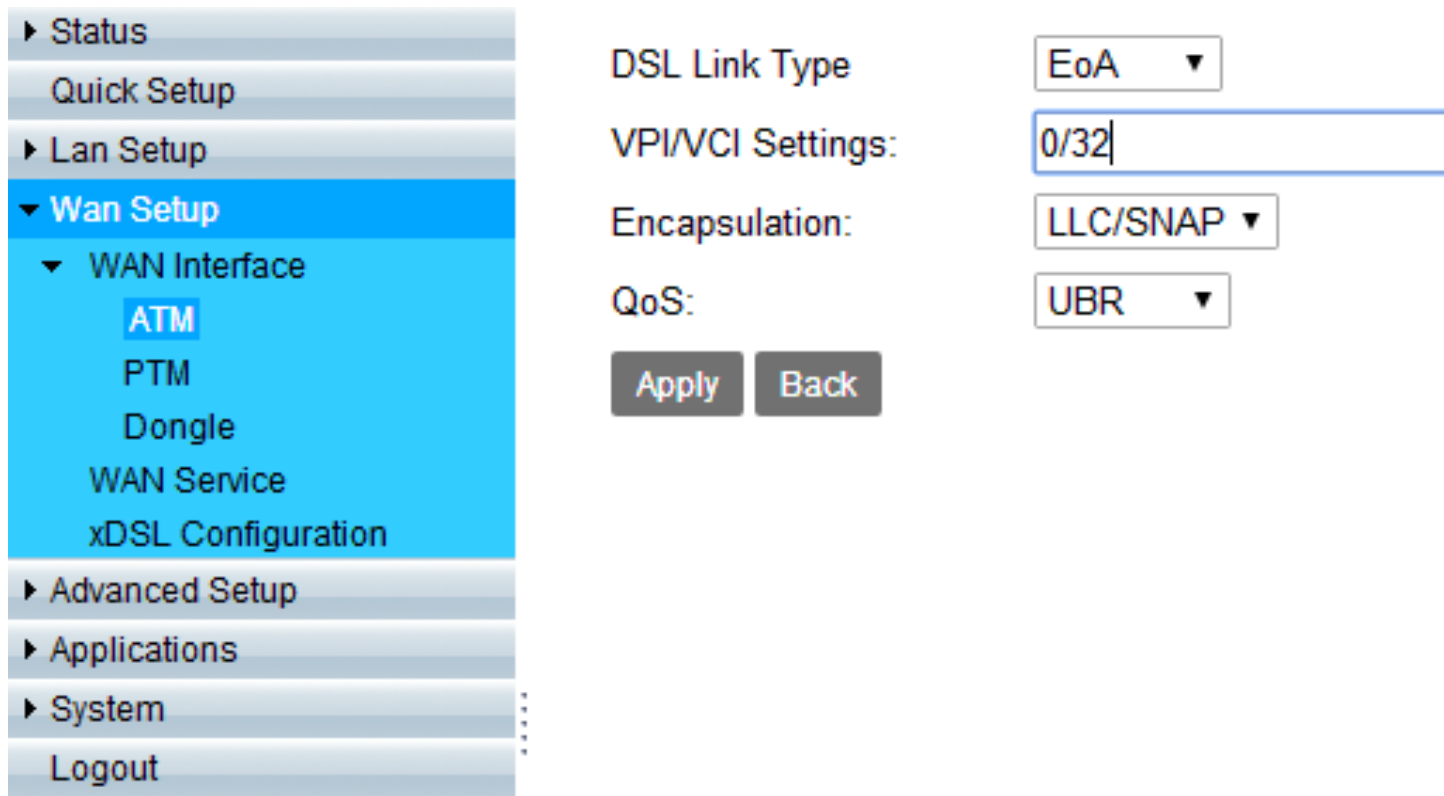 Status
Quick Setup
Lan Setup
Wan Setup
WAN Interface
ATM
PTM
Dongle
WAN Service
xDSL Configuration
Advanced Setup
Applications
System
Logout
DSL Link Type EoA
VPI/VCI Settings: 0/32
Encapsulation: LLC/SNAP
QoS: UBR
Apply Back